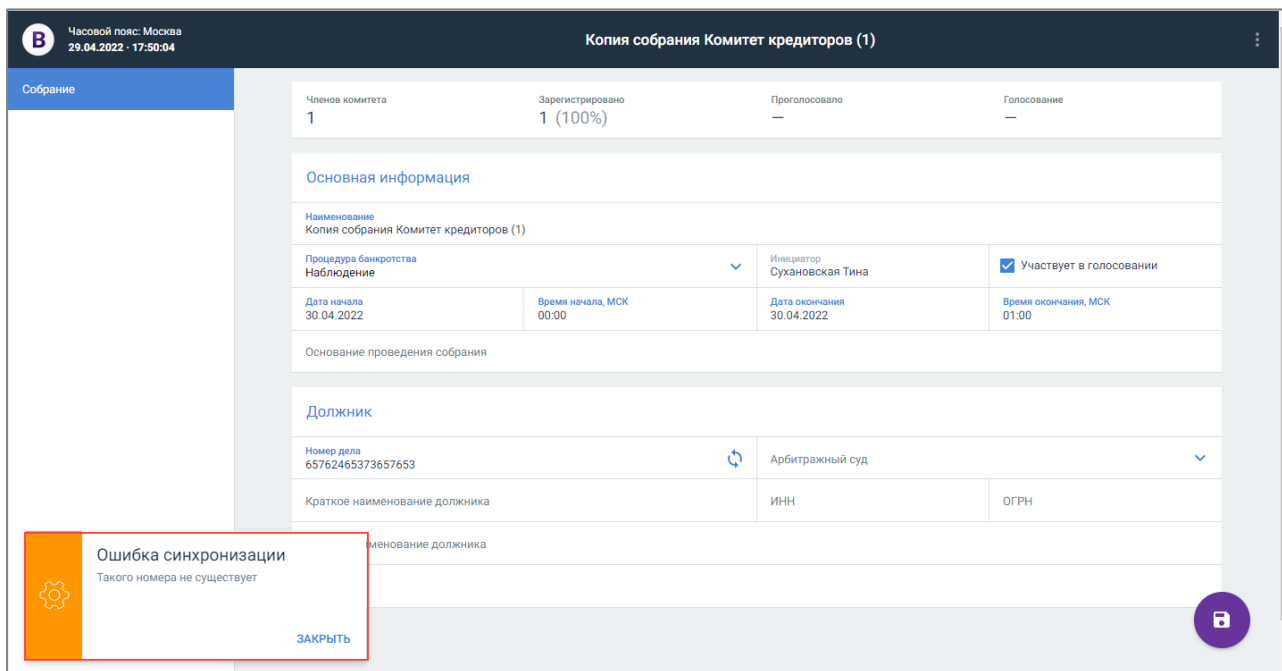 B
Часовой пояс: Москва
29.04.2022 · 17:50:04
Копия собрания Комитет кредиторов (1)
Собрание
Членов комитета
1
Зарегистрировано
1 (100%)
Проголосовало
—
Голосование
—
Основная информация
Наименование
Копия собрания Комитет кредиторов (1)
Процедура банкротства
Наблюдение
Инициатор
Сухановская Тина
Участвует в голосовании
Дата начала
30.04.2022
Время начала, МСК
00:00
Дата окончания
30.04.2022
Время окончания, МСК
01:00
Основание проведения собрания
Должник
Номер дела
65762465373657653
Арбитражный суд
Краткое наименование должника
ИНН
ОГРН
именование должника
Ошибка синхронизации
Такого номера не существует
ЗАКРЫТЬ